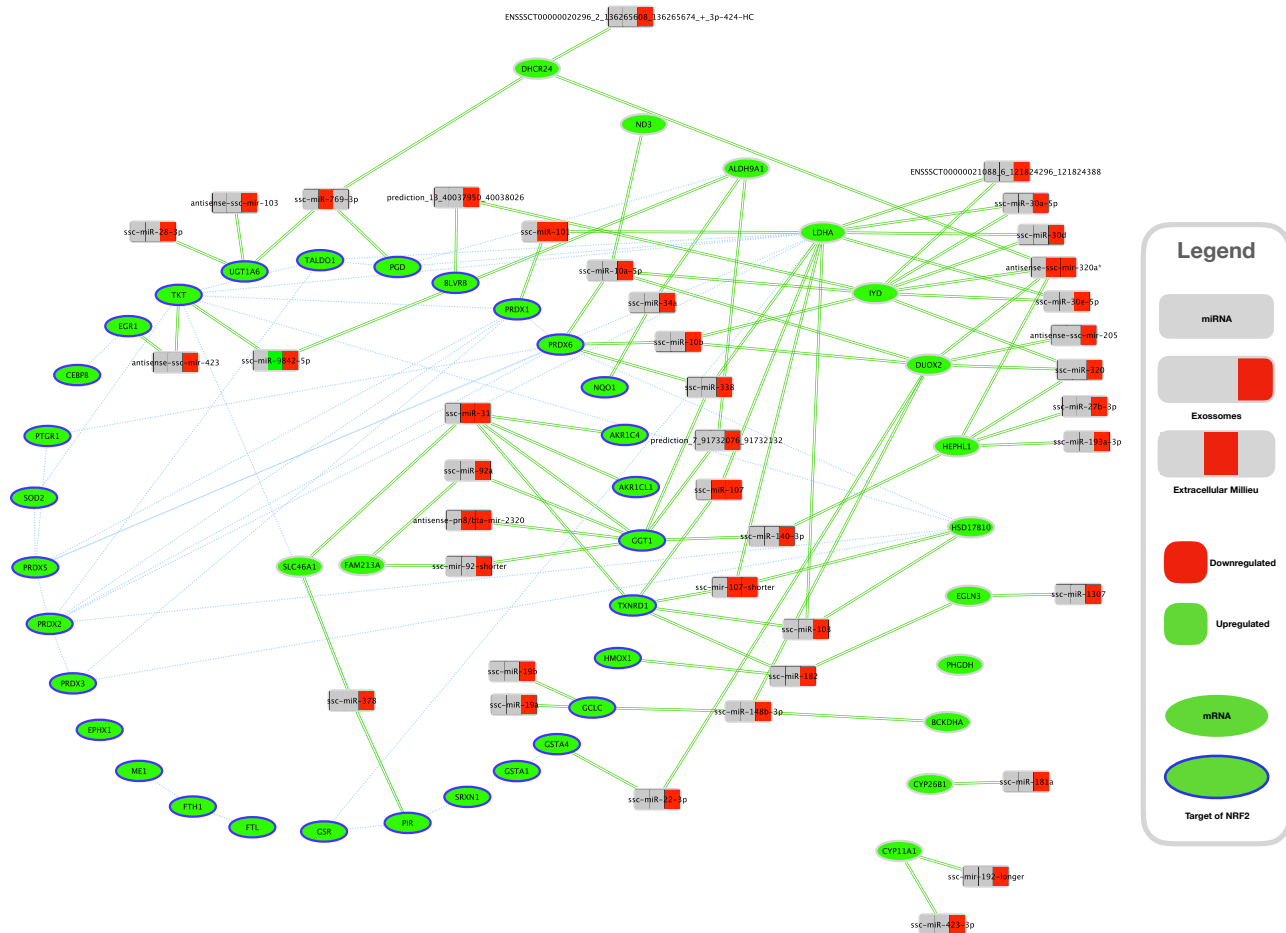 ENSSSCT00000020296_2_136265608_136265674_+_3p-424-HC
DHCR24
ND3
ALDH9A1
ENSSSCT00000021088_6_121824296_121824388
antisense-ssc-mir-103
ssc-miR-769-3p
prediction_13_40037950_40038026
ssc-miR-30a-5p
ssc-miR-28-3p
ssc-miR-101
LDHA
ssc-miR-30d
UGT1A6
TALDO1
PGD
BLVRB
ssc-miR-10a-5p
antisense-ssc-mir-320a*
TKT
IYD
ssc-miR-34a
ssc-miR-30e-5p
PRDX1
EGR1
antisense-ssc-mir-205
PRDX6
ssc-miR-10b
antisense-ssc-mir-423
ssc-miR-9842-5p
DUOX2
ssc-miR-320
CEBPB
NQO1
ssc-miR-338
ssc-miR-27b-3p
ssc-miR-31
PTGR1
AKR1C4
prediction_7_91732076_91732132
HEPHL1
ssc-miR-193a-3p
ssc-miR-92a
SOD2
AKR1CL1
ssc-miR-107
antisense-pn8/bta-mir-2320
HSD17B10
GGT1
ssc-miR-140-3p
PRDX5
SLC46A1
FAM213A
ssc-mir-92-shorter
ssc-mir-107-shorter
EGLN3
ssc-miR-1307
TXNRD1
PRDX2
ssc-miR-103
HMOX1
PHGDH
ssc-miR-19b
ssc-miR-182
PRDX3
ssc-miR-378
ssc-miR-19a
GCLC
ssc-miR-148b-3p
BCKDHA
EPHX1
GSTA4
ME1
GSTA1
CYP26B1
ssc-miR-181a
SRXN1
ssc-miR-22-3p
FTH1
FTL
GSR
PIR
CYP11A1
ssc-mir-192-longer
ssc-miR-423-3p
Legend
miRNA
Exossomes
Extracellular Millieu
Downregulated
Upregulated
mRNA
Target of NRF2